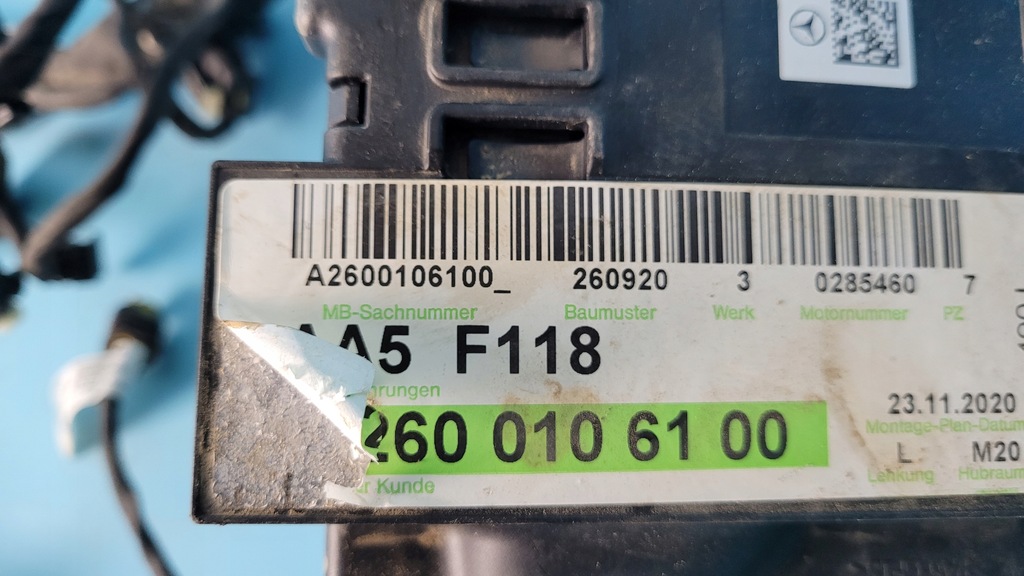 A2600106100_ 260920 3 0285460 7
MB-Sachnummer Baumuster Werk Motornummer PZ
A5 F118
hrungen
260 010 61 00
23.11.2020
Montage-Plan-Datum
L M20
Lenkung Hubraum
r Kunde